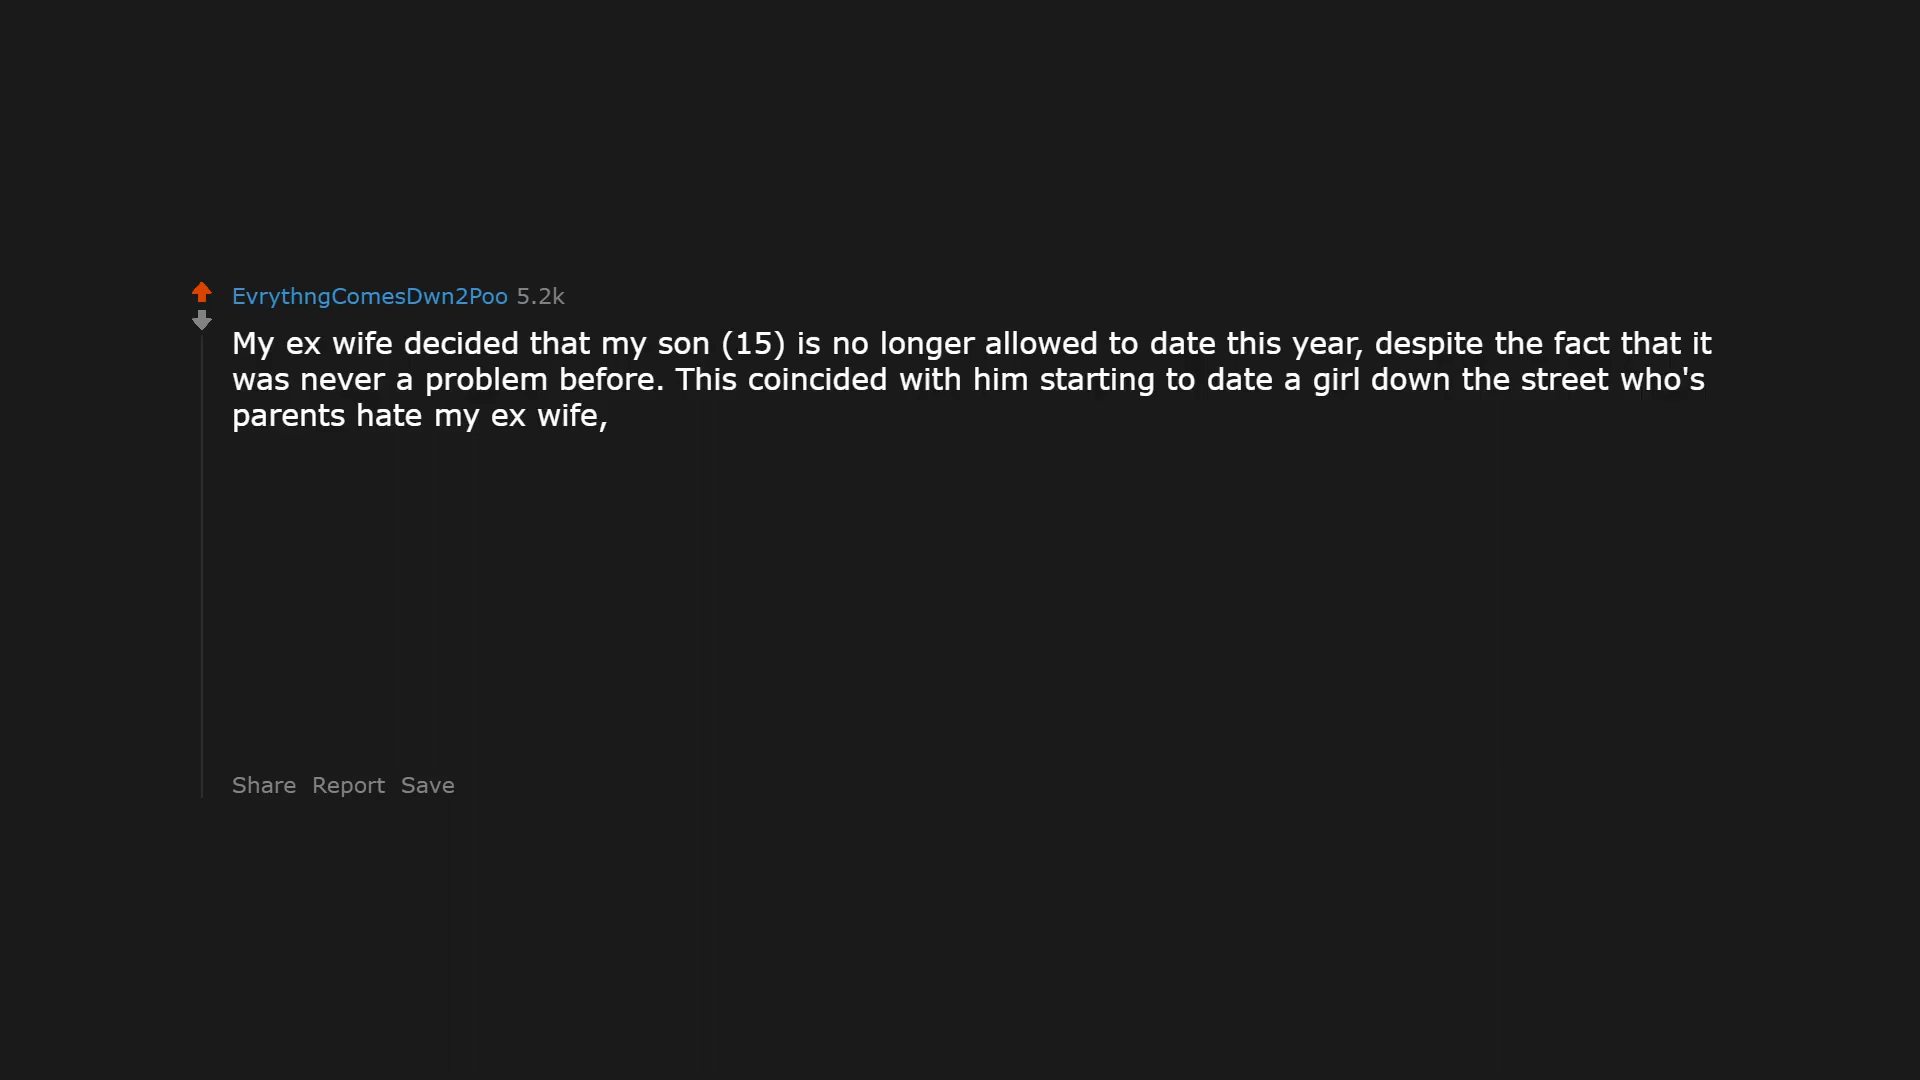 EvrythngComesDwn2Poo 5.2k
My ex wife decided that my son (15) is no longer allowed to date this year, despite the fact that it
was never a problem before. This coincided with him starting to date a girl down the street who's
parents hate my ex wife,
Share Report Save